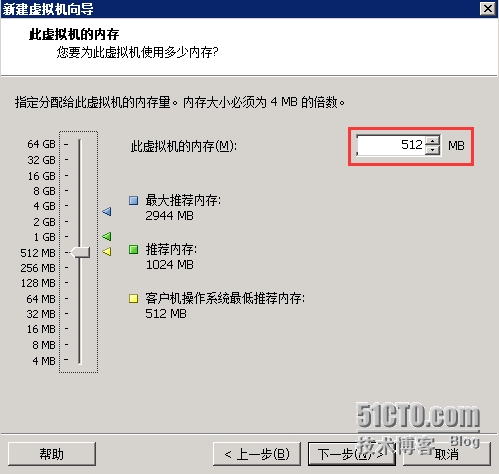 新建虚拟机向导
此虚拟机的内存
您要为此虚拟机使用多少内存?
指定分配给此虚拟机的内存量。内存大小必须为 4 MB 的倍数。
此虚拟机的内存(M):
512 MB
64 GB
32 GB
16 GB
8 GB
4 GB
2 GB
1 GB
512 MB
256 MB
128 MB
64 MB
32 MB
16 MB
8 MB
4 MB
最大推荐内存:
2944 MB
推荐内存:
1024 MB
客户机操作系统最低推荐内存:
512 MB
51CTO.com
技术博客 Blog
帮助
< 上一步(B)
下一步(N) >
取消